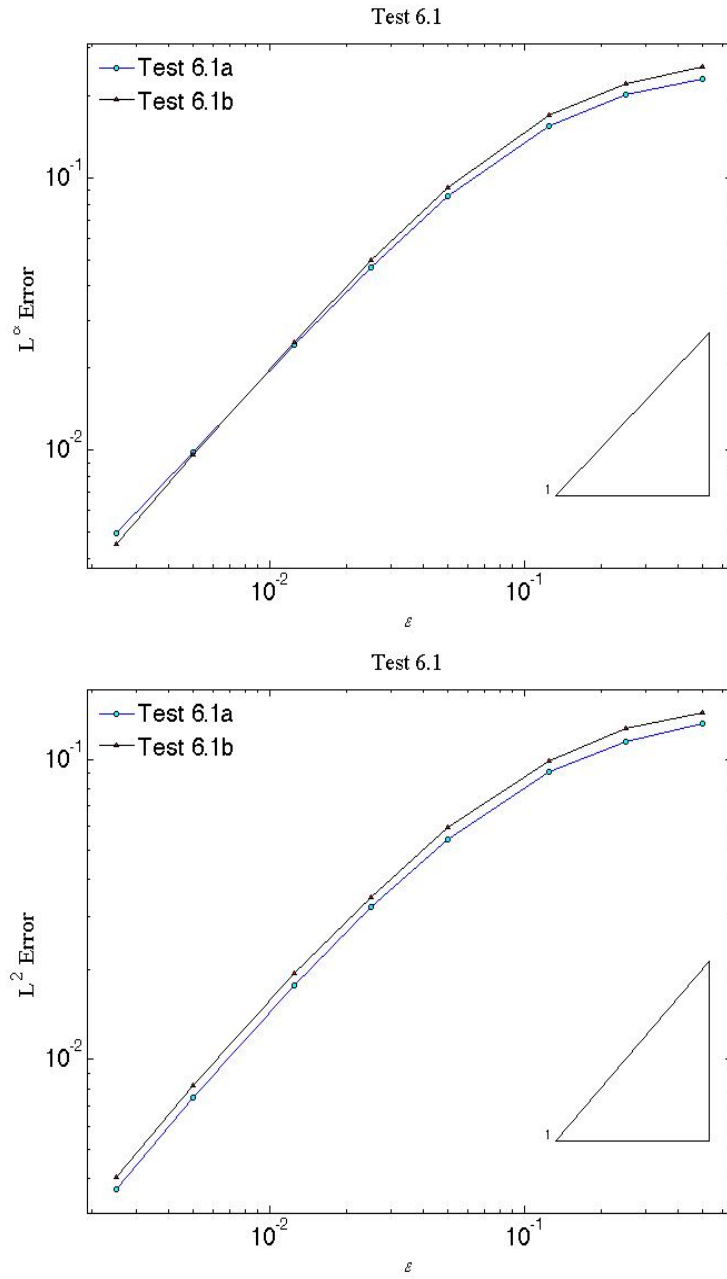 Test 6.1
Test 6.1a
Test 6.1b
10^-1
10^-2
L^∝ Error
1
10^-2
10^-1
ε
Test 6.1
Test 6.1a
Test 6.1b
10^-1
10^-2
L^2 Error
1
10^-2
10^-1
ε